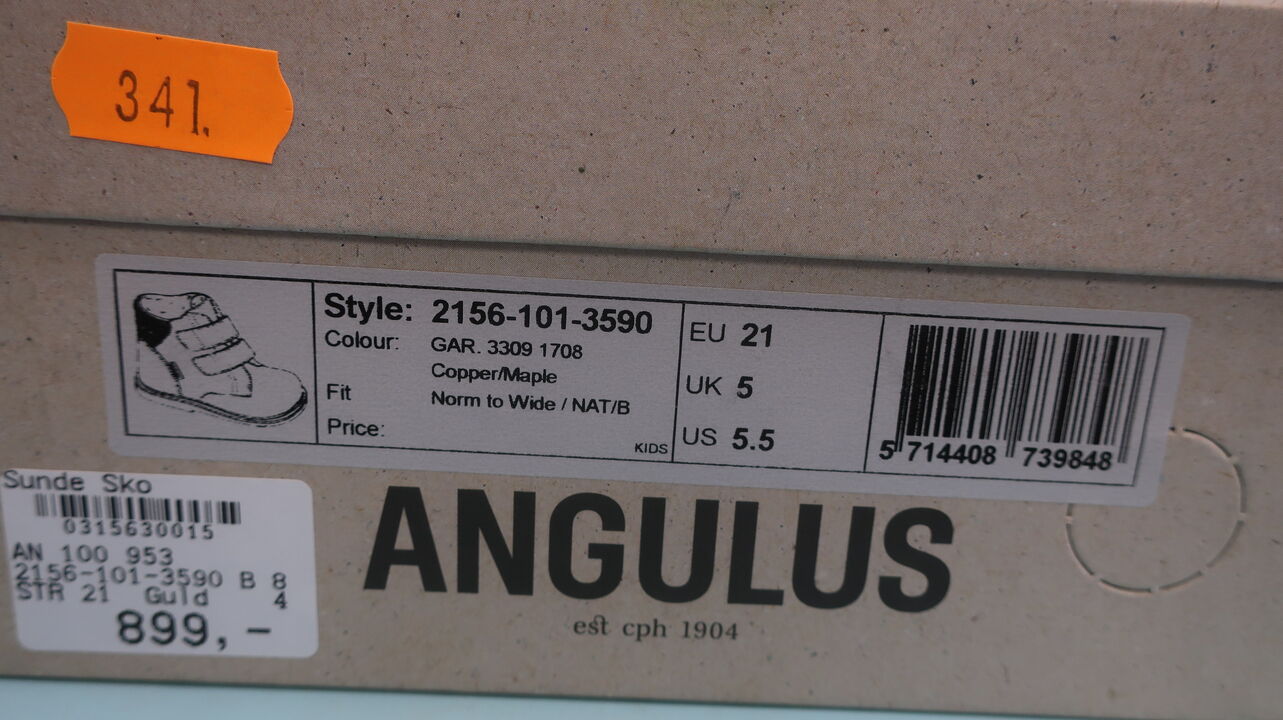 341.
Style: 2156-101-3590
Colour: GAR. 3309 1708
Copper/Maple
Fit Norm to Wide / NAT/B
Price:
KIDS
EU 21
UK 5
US 5.5
5 714408 739848
Sunde Sko
0315630015
AN 100 953
2156-101-3590 B 8
STR 21 Guld 4
899,-
ANGULUS
est cph 1904